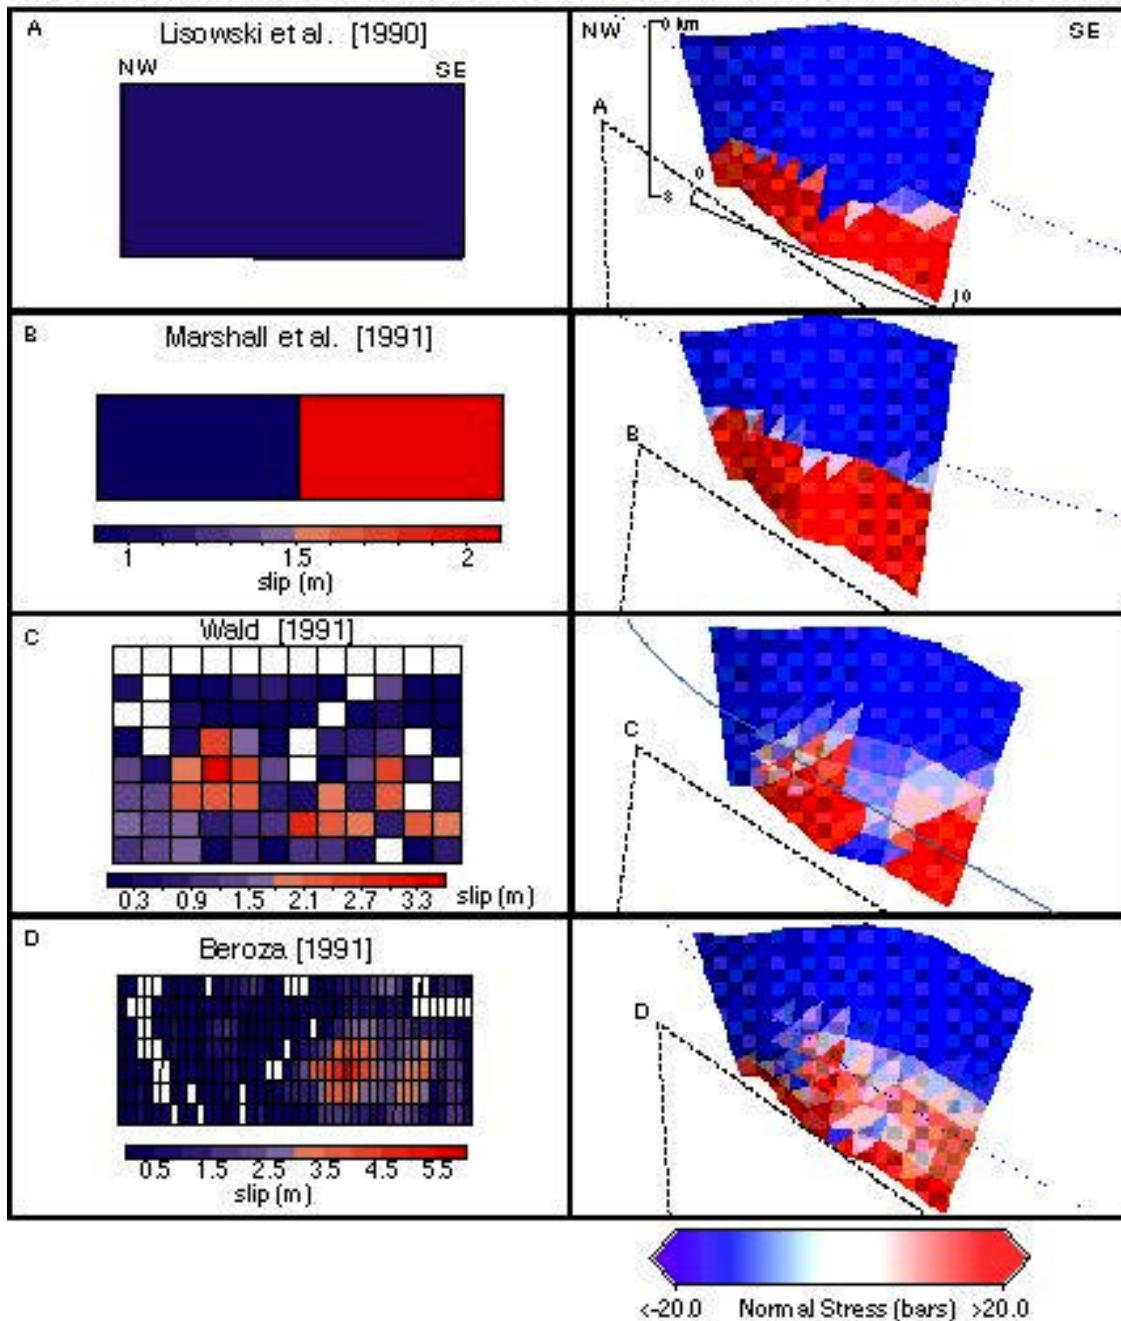 A
Lisowski et al. [1990]
NW SE
NW SE
0 km
8
A
0
10
B
Marshall et al. [1991]
1 1.5 2
slip (m)
B
C
Wald [1991]
0.3 0.9 1.5 2.1 2.7 3.3 slip (m)
C
D
Beroza [1991]
0.5 1.5 2.5 3.5 4.5 5.5
slip (m)
D
<-20.0 Normal Stress (bars) >20.0